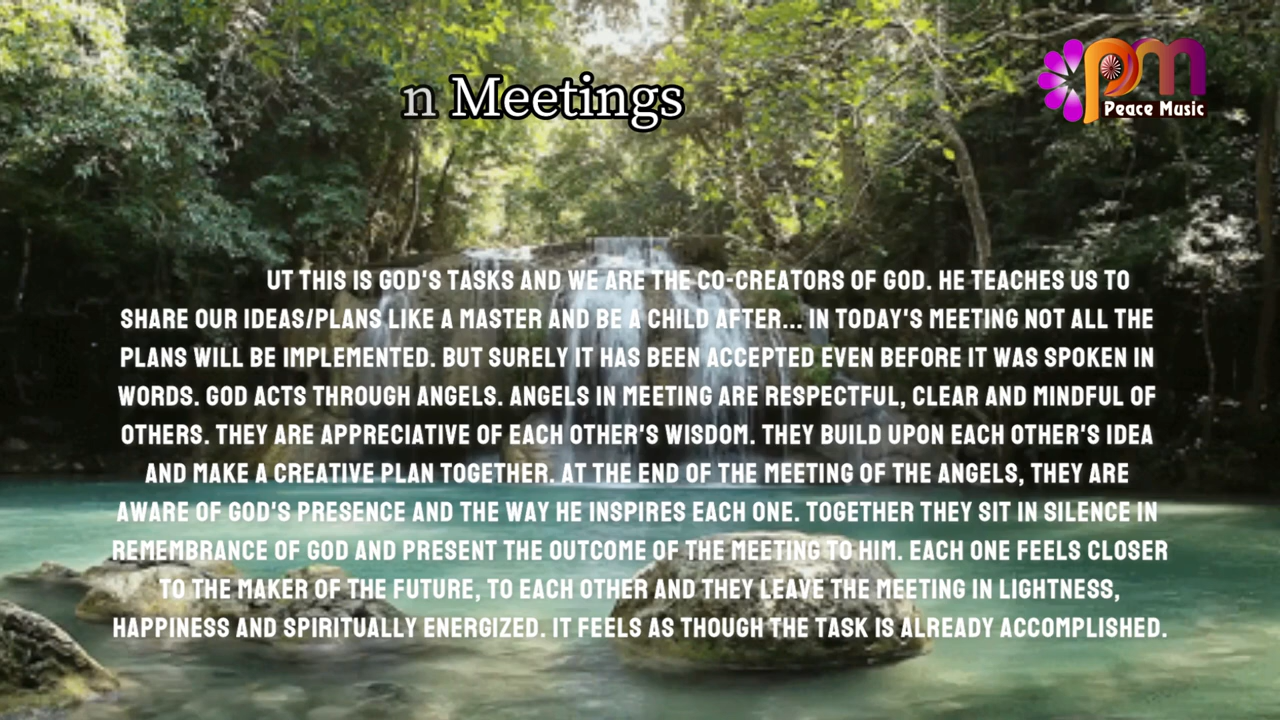 n Meetings
pm
Peace Music
UT THIS IS GOD'S TASKS AND WE ARE THE CO-CREATORS OF GOD. HE TEACHES US TO
SHARE OUR IDEAS/PLANS LIKE A MASTER AND BE A CHILD AFTER... IN TODAY'S MEETING NOT ALL THE
PLANS WILL BE IMPLEMENTED. BUT SURELY IT HAS BEEN ACCEPTED EVEN BEFORE IT WAS SPOKEN IN
WORDS. GOD ACTS THROUGH ANGELS. ANGELS IN MEETING ARE RESPECTFUL, CLEAR AND MINDFUL OF
OTHERS. THEY ARE APPRECIATIVE OF EACH OTHER'S WISDOM. THEY BUILD UPON EACH OTHER'S IDEA
AND MAKE A CREATIVE PLAN TOGETHER. AT THE END OF THE MEETING OF THE ANGELS, THEY ARE
AWARE OF GOD'S PRESENCE AND THE WAY HE INSPIRES EACH ONE. TOGETHER THEY SIT IN SILENCE IN
REMEMBRANCE OF GOD AND PRESENT THE OUTCOME OF THE MEETING TO HIM. EACH ONE FEELS CLOSER
TO THE MAKER OF THE FUTURE, TO EACH OTHER AND THEY LEAVE THE MEETING IN LIGHTNESS,
HAPPINESS AND SPIRITUALLY ENERGIZED. IT FEELS AS THOUGH THE TASK IS ALREADY ACCOMPLISHED.